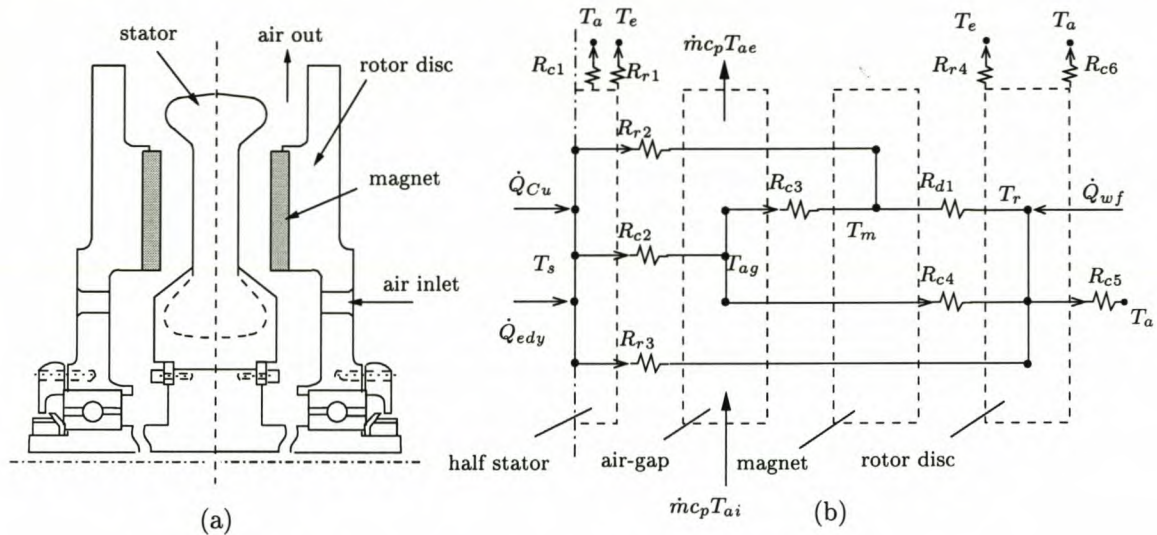 stator
air out
rotor disc
magnet
air inlet
(a)
T_a
T_e
ṁc_pT_ae
T_e
T_a
R_c1
R_r1
R_r4
R_c6
R_r2
Q̇_Cu
R_c3
R_d1
T_r
Q̇_wf
R_c2
T_m
T_s
T_ag
R_c4
R_c5
Q̇_edy
T_a
R_r3
half stator
air-gap
magnet
rotor disc
ṁc_pT_ai
(b)